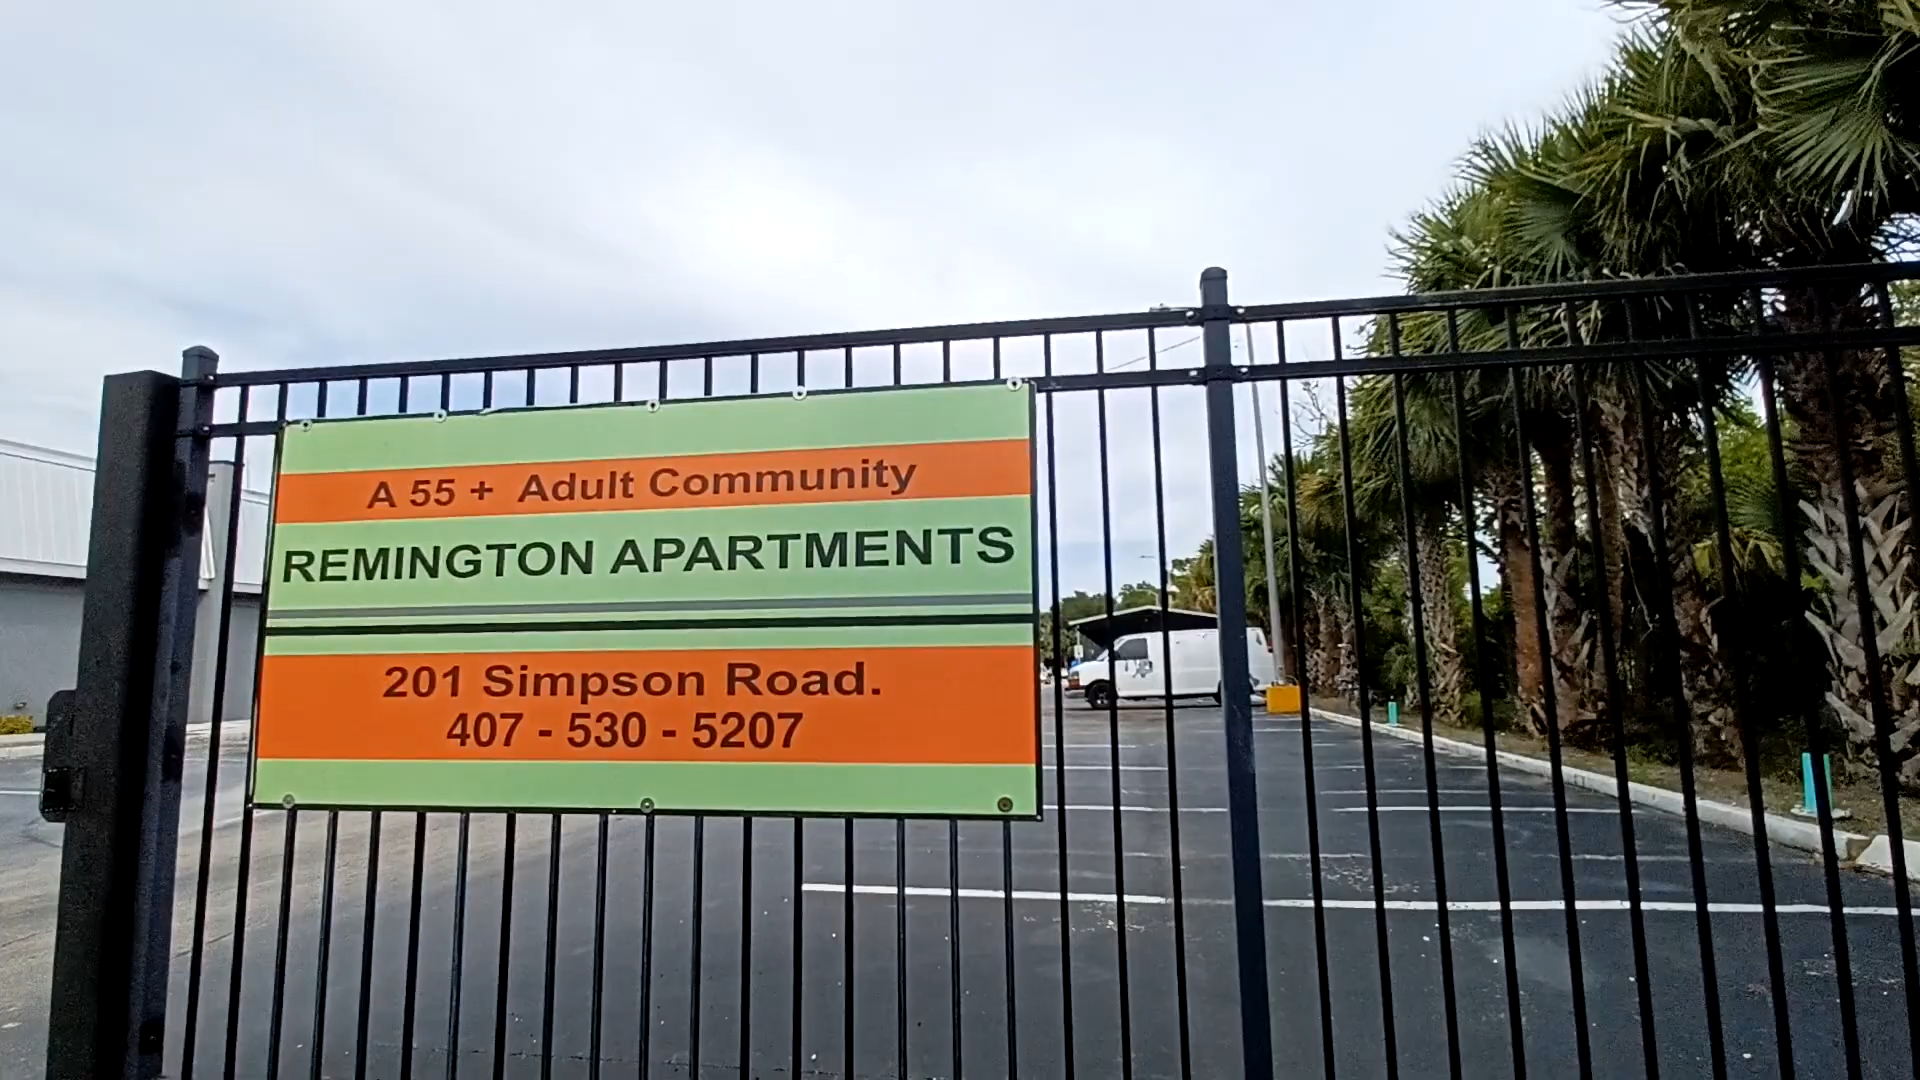 A 55 + Adult Community
REMINGTON APARTMENTS
201 Simpson Road.
407 - 530 - 5207